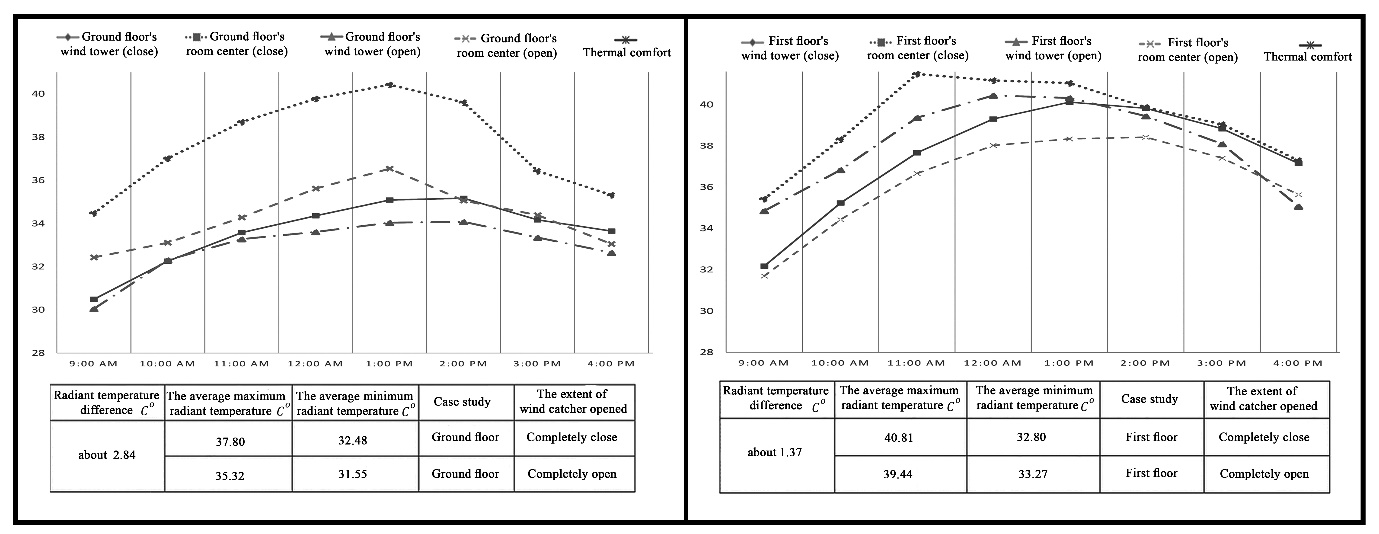 Ground floor's wind tower (close)
Ground floor's room center (close)
Ground floor's wind tower (open)
Ground floor's room center (open)
Thermal comfort
40
38
36
34
32
30
28
9:00 AM 10:00 AM 11:00 AM 12:00 AM 1:00 PM 2:00 PM 3:00 PM 4:00 PM
Radiant temperature difference C° The average maximum radiant temperature C° The average minimum radiant temperature C° Case study The extent of wind catcher opened
about 2.84
37.80 32.48 Ground floor Completely close
35.32 31.55 Ground floor Completely open
First floor's wind tower (close)
First floor's room center (close)
First floor's wind tower (open)
First floor's room center (open)
Thermal comfort
40
38
36
34
32
28
9:00 AM 10:00 AM 11:00 AM 12:00 AM 1:00 PM 2:00 PM 3:00 PM 4:00 PM
Radiant temperature difference C° The average maximum radiant temperature C° The average minimum radiant temperature C° Case study The extent of wind catcher opened
about 1.37
40.81 32.80 First floor Completely close
39.44 33.27 First floor Completely open